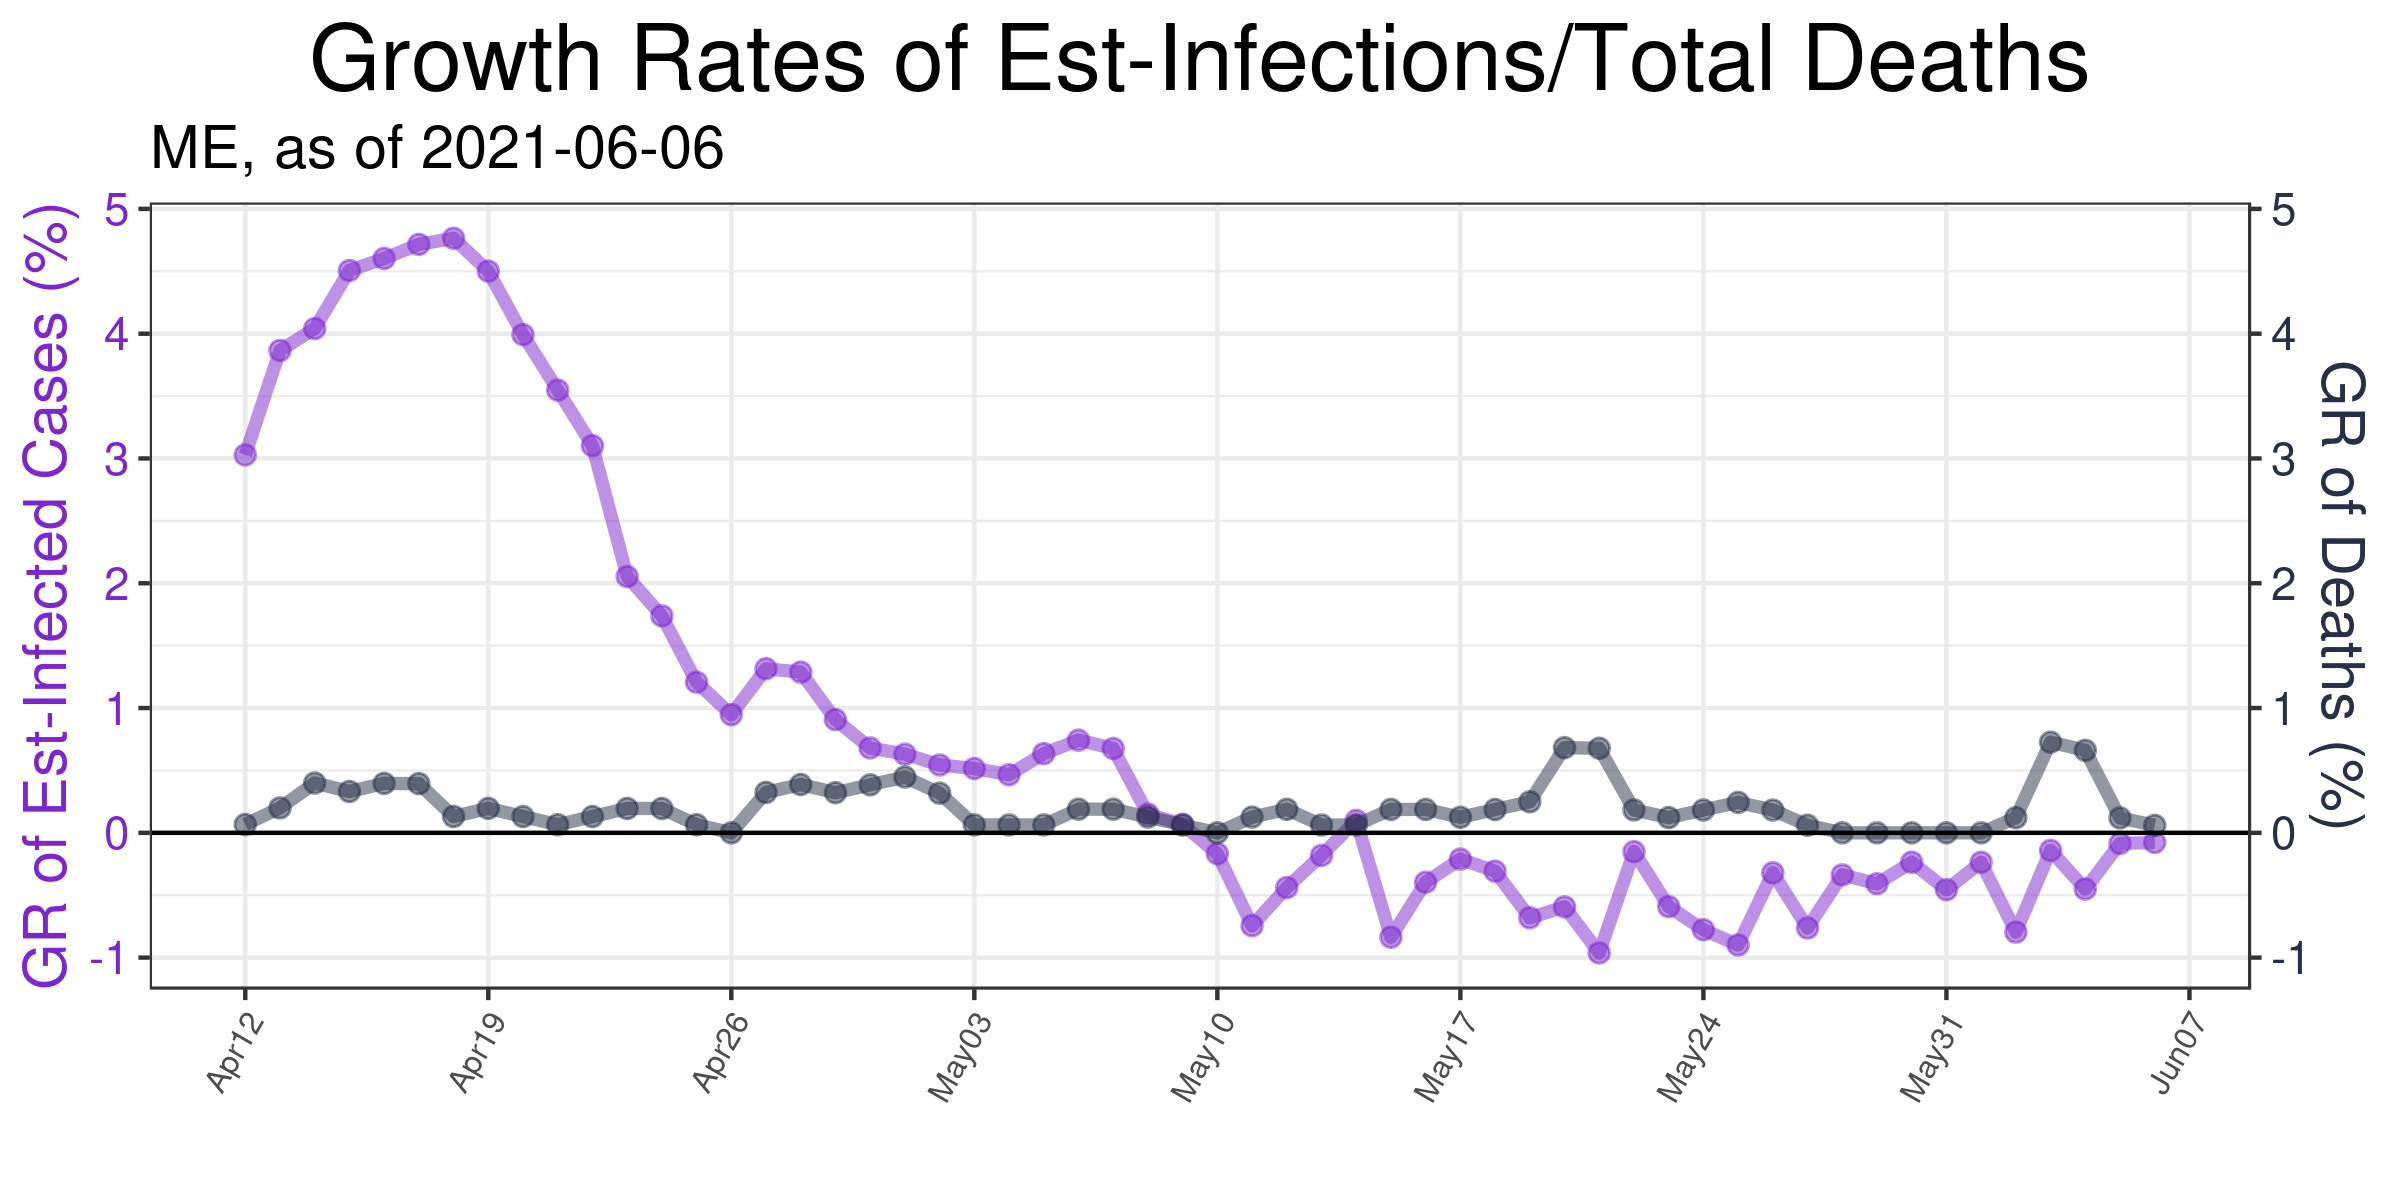 Growth Rates of Est-Infections/Total Deaths
ME, as of 2021-06-06
GR of Est-Infected Cases (%)
5
4
3
2
1
0
-1
5
4
3
2
1
0
-1
GR of Deaths (%)
Apr12
Apr19
Apr26
May03
May10
May17
May24
May31
Jun07